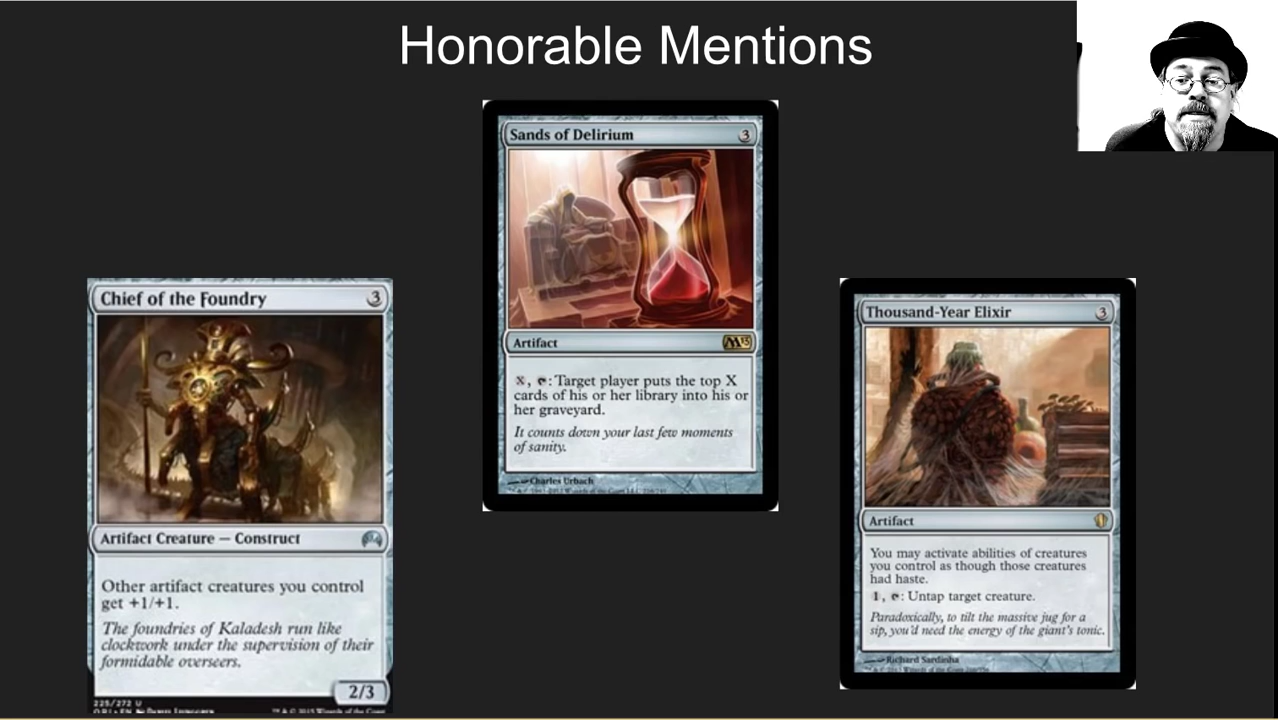 Honorable Mentions
Sands of Delirium 3
Artifact M13
X, T: Target player puts the top X
cards of his or her library into his or
her graveyard.
It counts down your last few moments
of sanity.
Charles Urbach
Chief of the Foundry 3
Artifact Creature — Construct
Other artifact creatures you control
get +1/+1.
The foundries of Kaladesh run like
clockwork under the supervision of their
formidable overseers.
2/3
225/272 U
Thousand-Year Elixir 3
Artifact
You may activate abilities of creatures
you control as though those creatures
had haste.
1, T: Untap target creature.
Paradoxically, to tilt the massive jug for a
sip, you'd need the energy of the giant's tonic.
Richard Sardinha